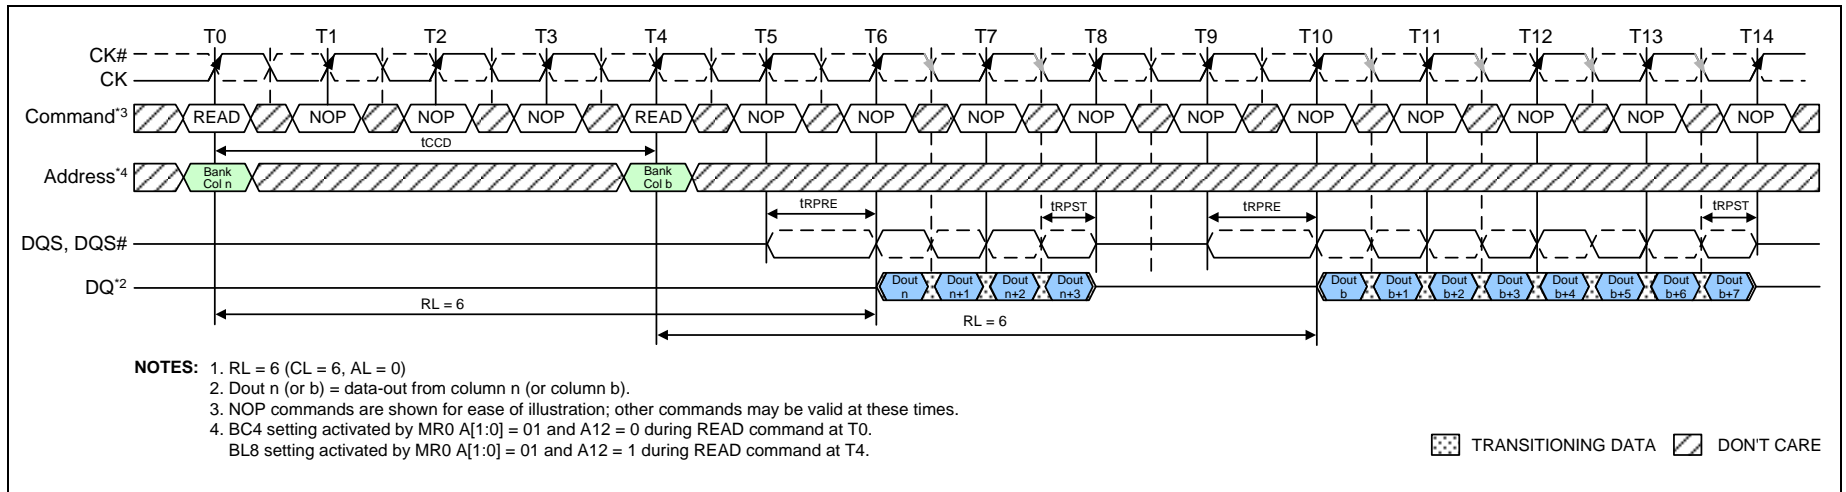 T0 T1 T2 T3 T4 T5 T6 T7 T8 T9 T10 T11 T12 T13 T14
CK#
CK
Command*3 READ NOP NOP NOP READ NOP NOP NOP NOP NOP NOP NOP NOP NOP NOP
tCCD
Address*4 Bank Col n Bank Col b
tRPRE tRPST tRPRE tRPST
DQS, DQS#
DQ*2 Dout n Dout n+1 Dout n+2 Dout n+3 Dout b Dout b+1 Dout b+2 Dout b+3 Dout b+4 Dout b+5 Dout b+6 Dout b+7
RL = 6
RL = 6
NOTES: 1. RL = 6 (CL = 6, AL = 0)
2. Dout n (or b) = data-out from column n (or column b).
3. NOP commands are shown for ease of illustration; other commands may be valid at these times.
4. BC4 setting activated by MR0 A[1:0] = 01 and A12 = 0 during READ command at T0.
BL8 setting activated by MR0 A[1:0] = 01 and A12 = 1 during READ command at T4.
TRANSITIONING DATA DON'T CARE